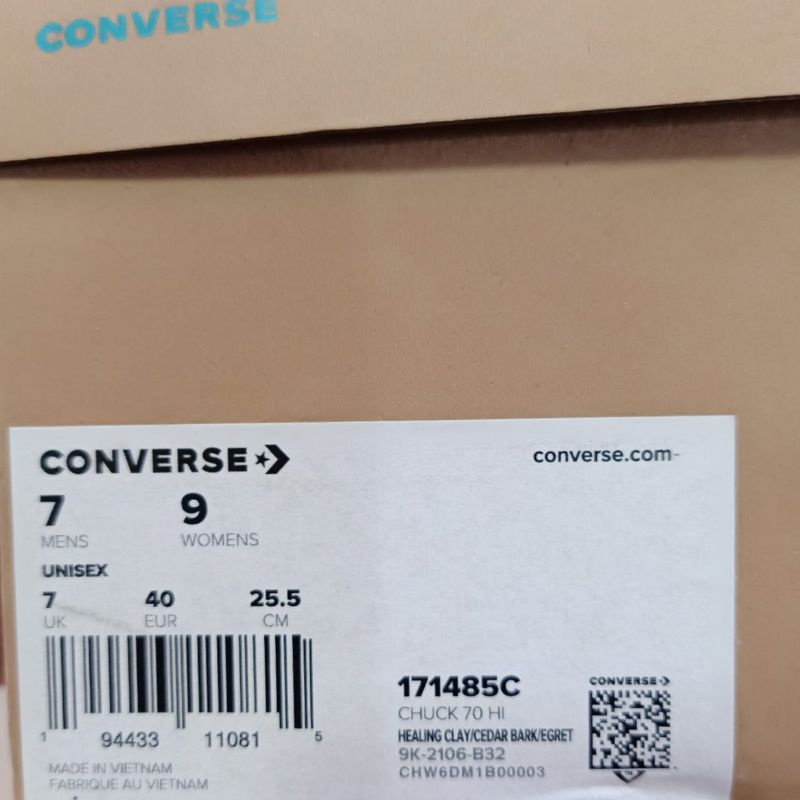 CONVERSE
CONVERSE
converse.com
7 9
MENS WOMENS
UNISEX
7 40 25.5
UK EUR CM
1 94433 11081 5
MADE IN VIETNAM
FABRIQUE AU VIETNAM
171485C
CHUCK 70 HI
HEALING CLAY/CEDAR BARK/EGRET
9K-2106-B32
CHW6DM1B00003
CONVERSE